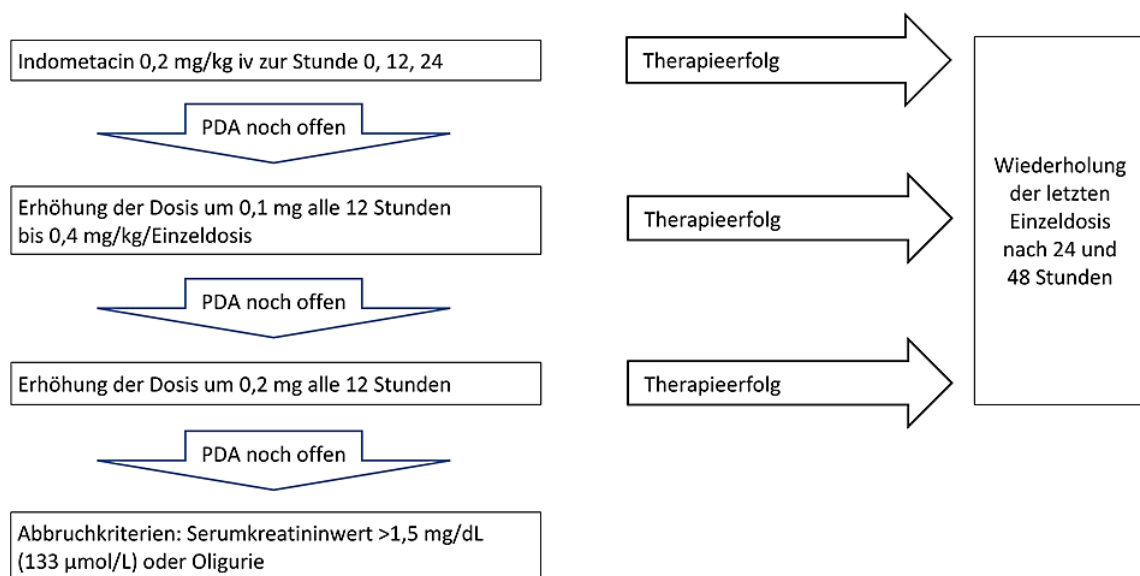 Indometacin 0,2 mg/kg iv zur Stunde 0, 12, 24
Therapieerfolg
PDA noch offen
Erhöhung der Dosis um 0,1 mg alle 12 Stunden
bis 0,4 mg/kg/Einzeldosis
Therapieerfolg
PDA noch offen
Erhöhung der Dosis um 0,2 mg alle 12 Stunden
Therapieerfolg
PDA noch offen
Abbruchkriterien: Serumkreatininwert >1,5 mg/dL
(133 µmol/L) oder Oligurie
Wiederholung
der letzten
Einzeldosis
nach 24 und
48 Stunden